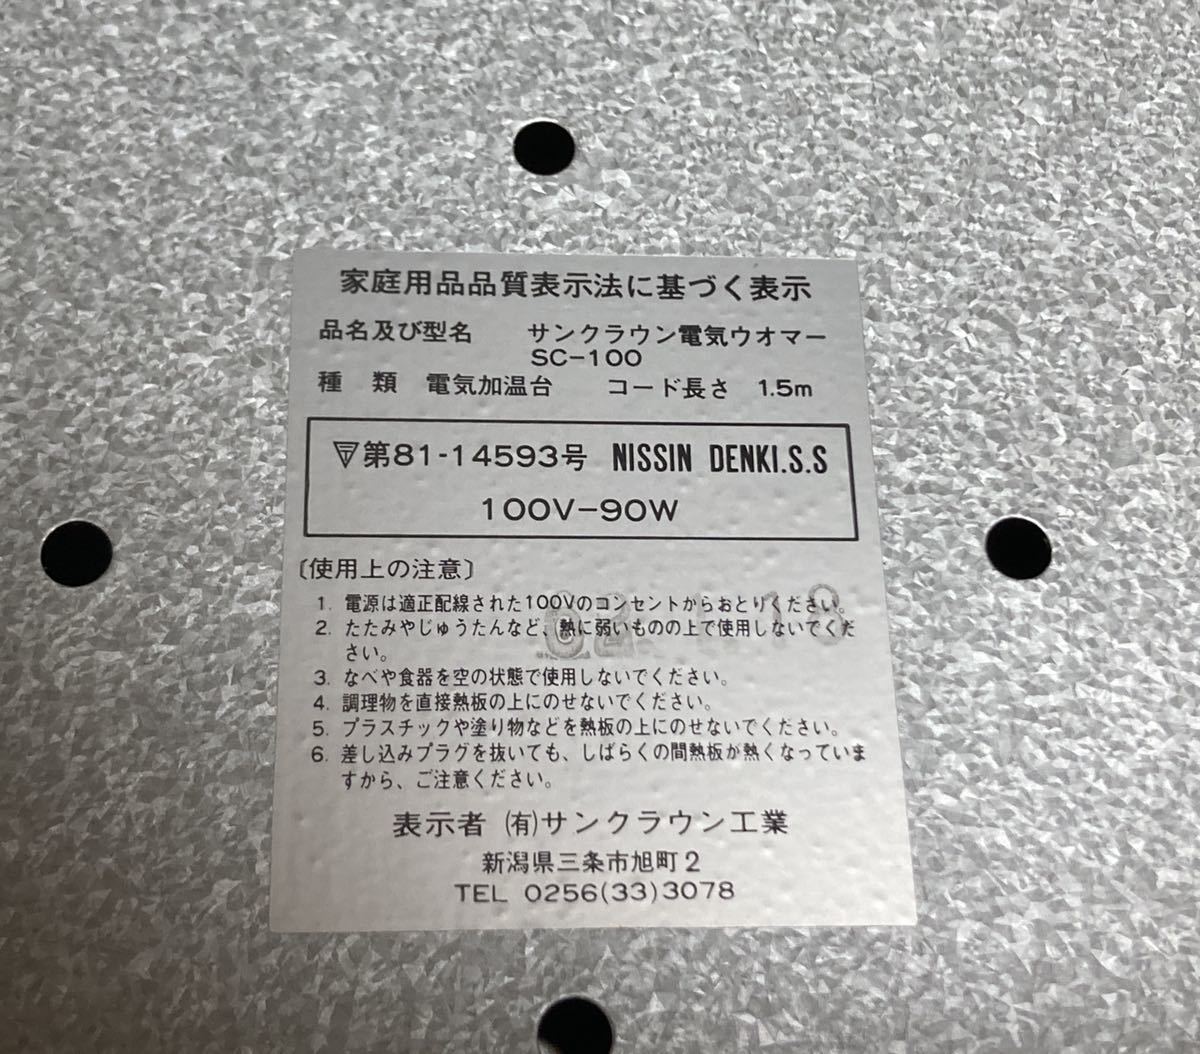 家庭用品品質表示法に基づく表示
品名及び型名 サンクラウン電気ウオマー
SC-100
種 類 電気加温台 コード長さ 1.5m
第81-14593号 NISSIN DENKI.S.S
100V-90W
〔使用上の注意〕
1. 電源は適正配線された100Vのコンセントからおとりください。
2. たたみやじゅうたんなど、熱に弱いものの上で使用しないでくだ
さい。
3. なべや食器を空の状態で使用しないでください。
4. 調理物を直接熱板の上にのせないでください。
5. プラスチックや塗り物などを熱板の上にのせないでください。
6. 差し込みプラグを抜いても、しばらくの間熱板が熱くなっていま
すから、ご注意ください。
表示者 (有)サンクラウン工業
新潟県三条市旭町2
TEL 0256(33)3078